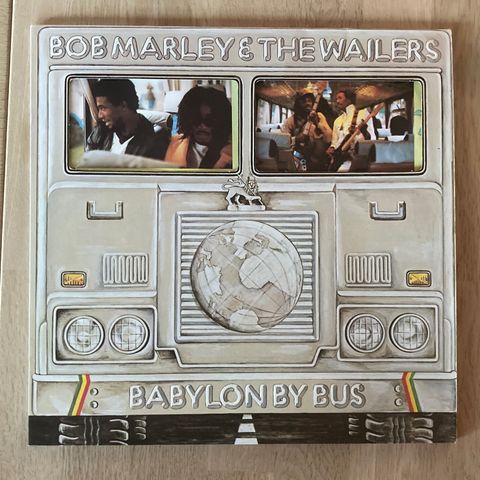 BOB MARLEY & THE WAILERS
BABYLON BY BUS